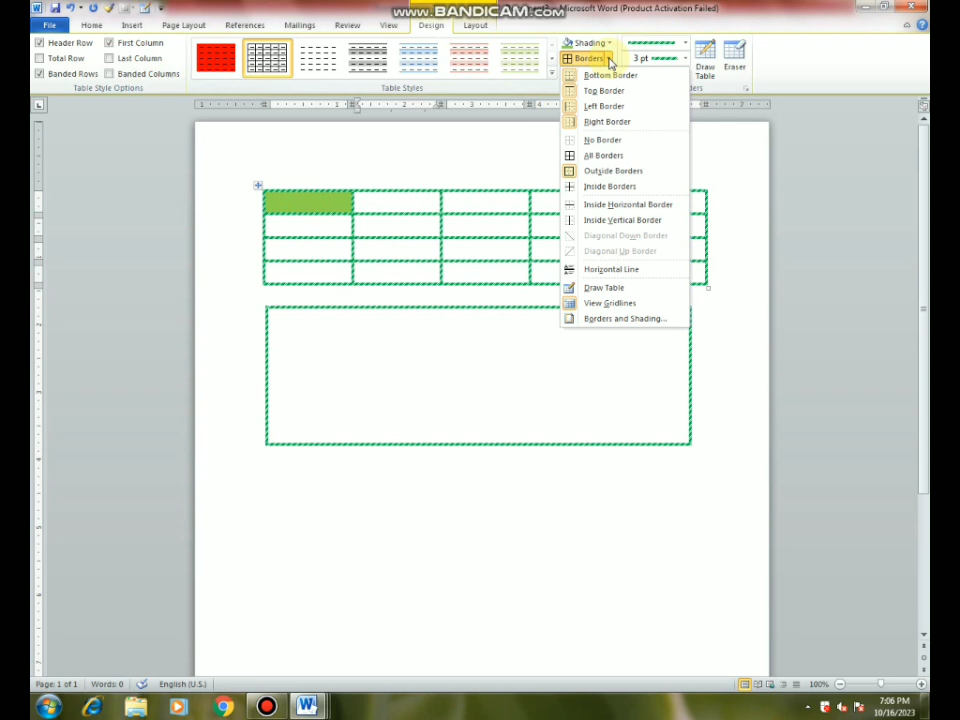 www.BANDICAM.com
Microsoft Word (Product Activation Failed)
File Home Insert Page Layout References Mailings Review View Design Layout
Header Row First Column
Total Row Last Column
Banded Rows Banded Columns
Table Style Options
Table Styles
Shading
Borders
3 pt
Draw
Table
Eraser
Bottom Border
Top Border
Left Border
Right Border
No Border
All Borders
Outside Borders
Inside Borders
Inside Horizontal Border
Inside Vertical Border
Diagonal Down Border
Diagonal Up Border
Horizontal Line
Draw Table
View Gridlines
Borders and Shading...
Page: 1 of 1 Words: 0 English (U.S.) 100%
7:06 PM
10/16/2023